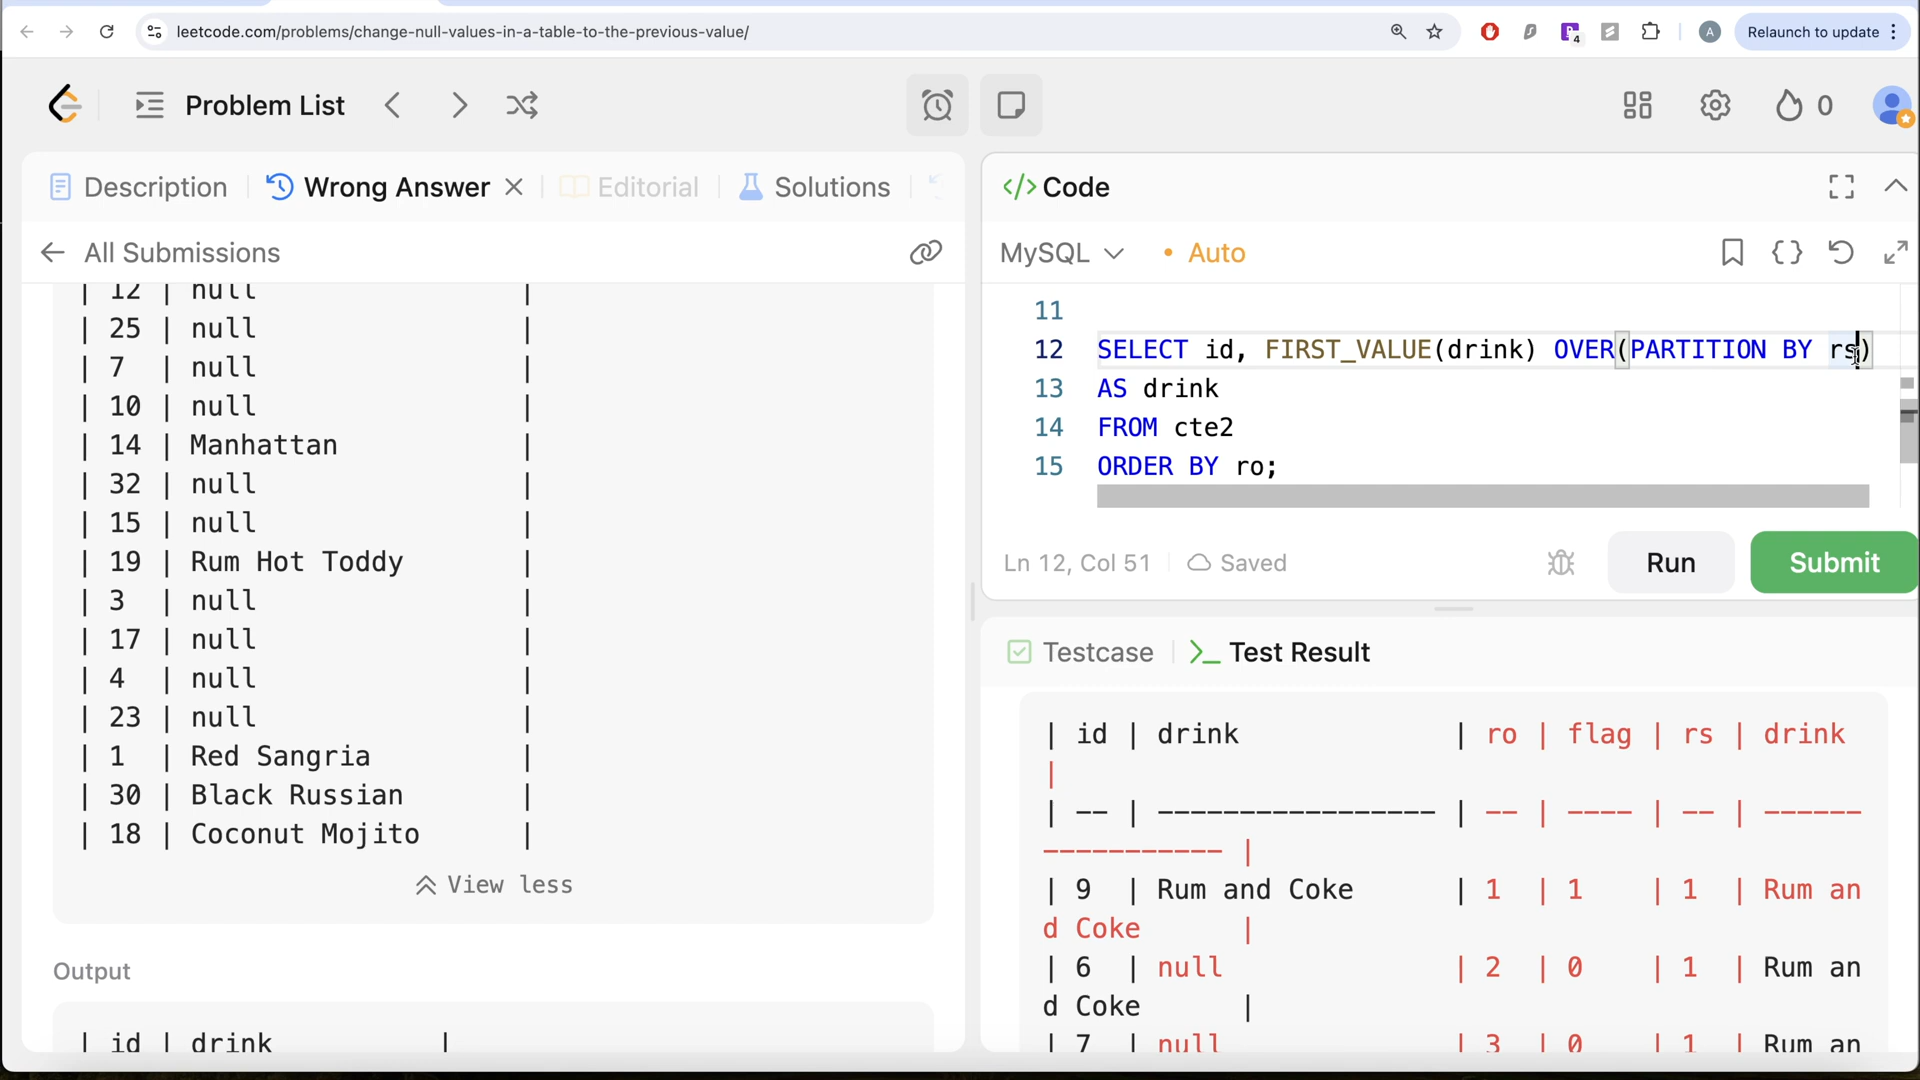 leetcode.com/problems/change-null-values-in-a-table-to-the-previous-value/
4
A
Relaunch to update
Problem List
0
Description
Wrong Answer
Editorial
Solutions
All Submissions
| 12 | null |
| 25 | null |
| 7 | null |
| 10 | null |
| 14 | Manhattan |
| 32 | null |
| 15 | null |
| 19 | Rum Hot Toddy |
| 3 | null |
| 17 | null |
| 4 | null |
| 23 | null |
| 1 | Red Sangria |
| 30 | Black Russian |
| 18 | Coconut Mojito |
View less
Output
| id | drink |
</> Code
MySQL
• Auto
11
12 SELECT id, FIRST_VALUE(drink) OVER(PARTITION BY rs)
13 AS drink
14 FROM cte2
15 ORDER BY ro;
Ln 12, Col 51
Saved
Run
Submit
Testcase
Test Result
| id | drink | ro | flag | rs | drink
|
| -- | ----------------- | -- | ---- | -- | ------
----------- |
| 9 | Rum and Coke | 1 | 1 | 1 | Rum an
d Coke |
| 6 | null | 2 | 0 | 1 | Rum an
d Coke |
| 7 | null | 3 | 0 | 1 | Rum an